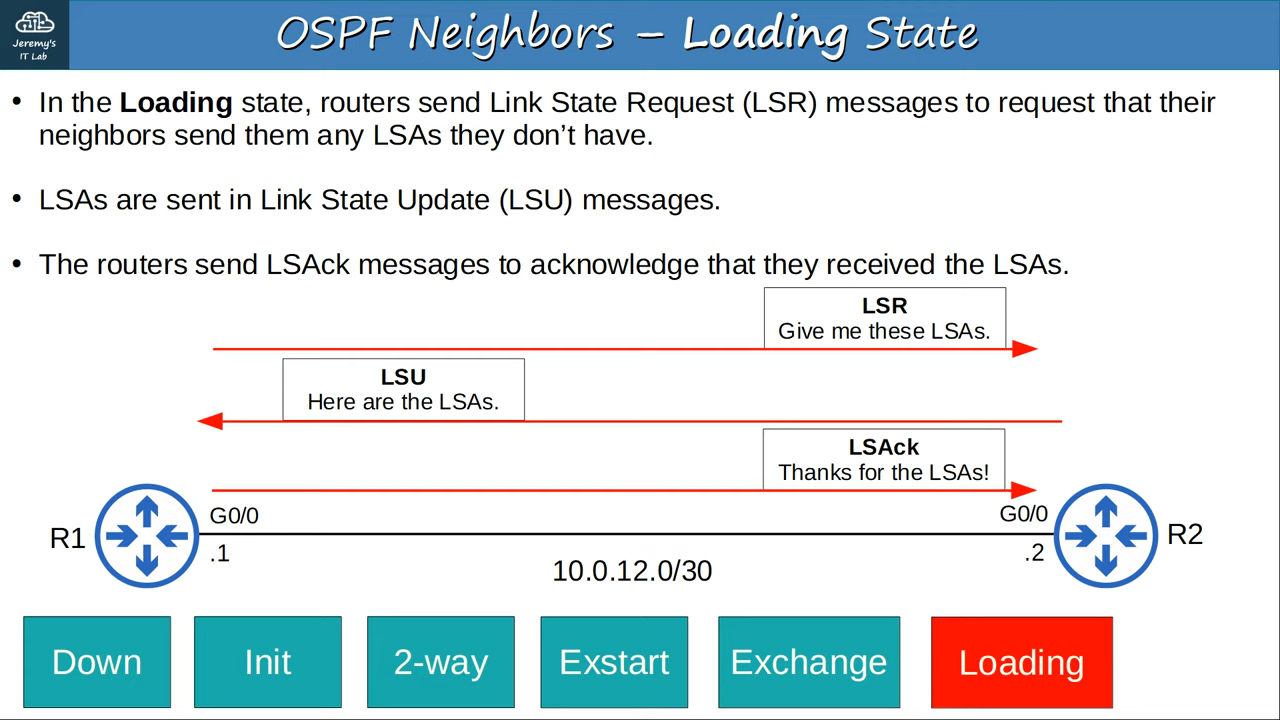 Jeremy's
IT Lab
OSPF Neighbors – Loading State
• In the Loading state, routers send Link State Request (LSR) messages to request that their
neighbors send them any LSAs they don’t have.
• LSAs are sent in Link State Update (LSU) messages.
• The routers send LSAck messages to acknowledge that they received the LSAs.
LSR
Give me these LSAs.
LSU
Here are the LSAs.
LSAck
Thanks for the LSAs!
R1
G0/0
.1
10.0.12.0/30
G0/0
.2
R2
Down
Init
2-way
Exstart
Exchange
Loading